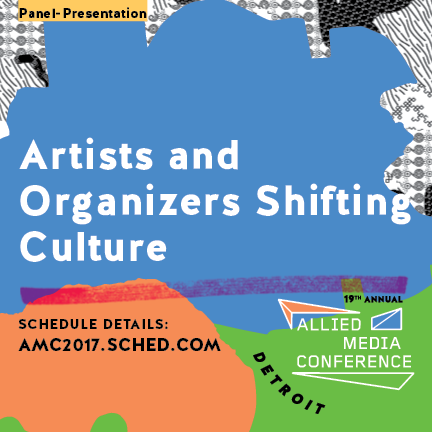 Panel- Presentation
Artists and
Organizers Shifting
Culture
SCHEDULE DETAILS:
AMC2017.SCHED.COM
19TH ANNUAL
ALLIED
MEDIA
CONFERENCE
DETROIT